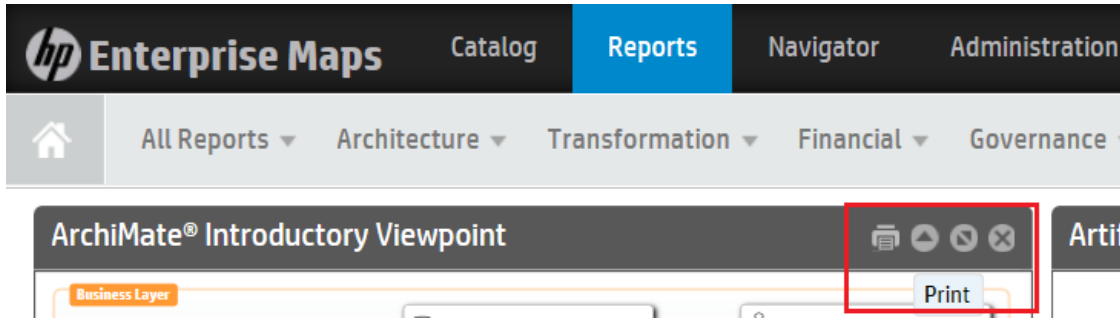 hp Enterprise Maps Catalog Reports Navigator Administration
All Reports Architecture Transformation Financial Governance
ArchiMate® Introductory Viewpoint
Business Layer
Print